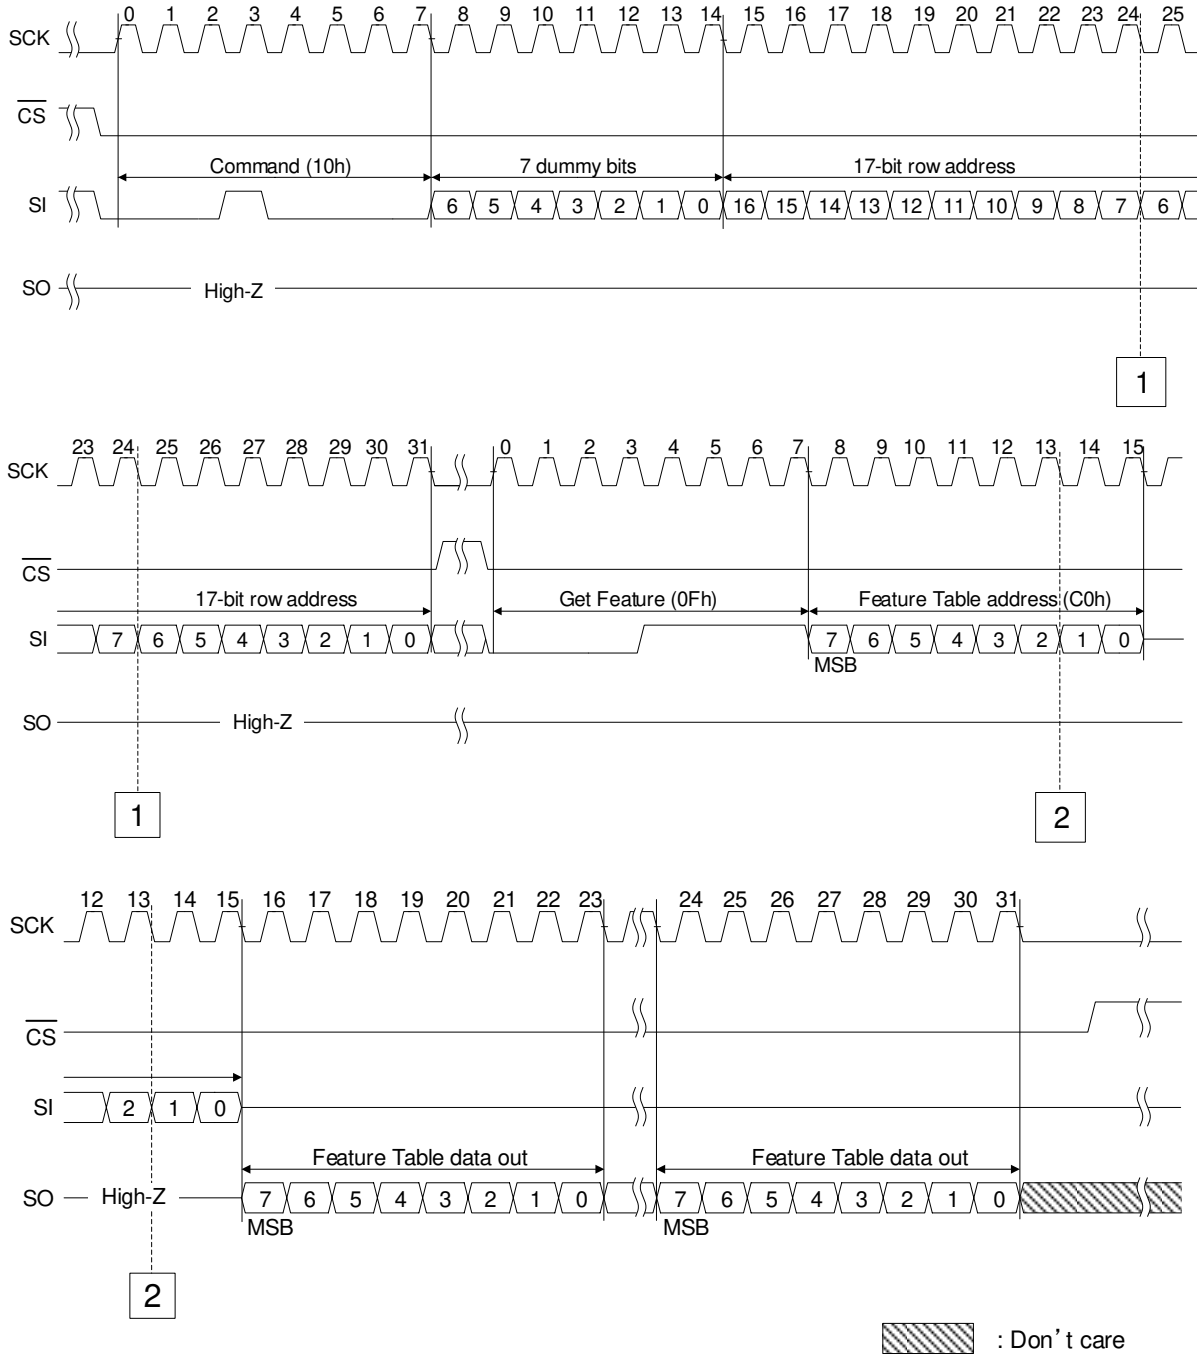 0 1 2 3 4 5 6 7 8 9 10 11 12 13 14 15 16 17 18 19 20 21 22 23 24 25
SCK
CS
Command (10h) 7 dummy bits 17-bit row address
SI 6 5 4 3 2 1 0 16 15 14 13 12 11 10 9 8 7 6
SO High-Z
1
23 24 25 26 27 28 29 30 31 0 1 2 3 4 5 6 7 8 9 10 11 12 13 14 15
SCK
CS
17-bit row address Get Feature (0Fh) Feature Table address (C0h)
SI 7 6 5 4 3 2 1 0 7 6 5 4 3 2 1 0
MSB
SO High-Z
1 2
12 13 14 15 16 17 18 19 20 21 22 23 24 25 26 27 28 29 30 31
SCK
CS
SI 2 1 0
Feature Table data out Feature Table data out
SO High-Z 7 6 5 4 3 2 1 0 7 6 5 4 3 2 1 0
MSB MSB
2
: Don't care